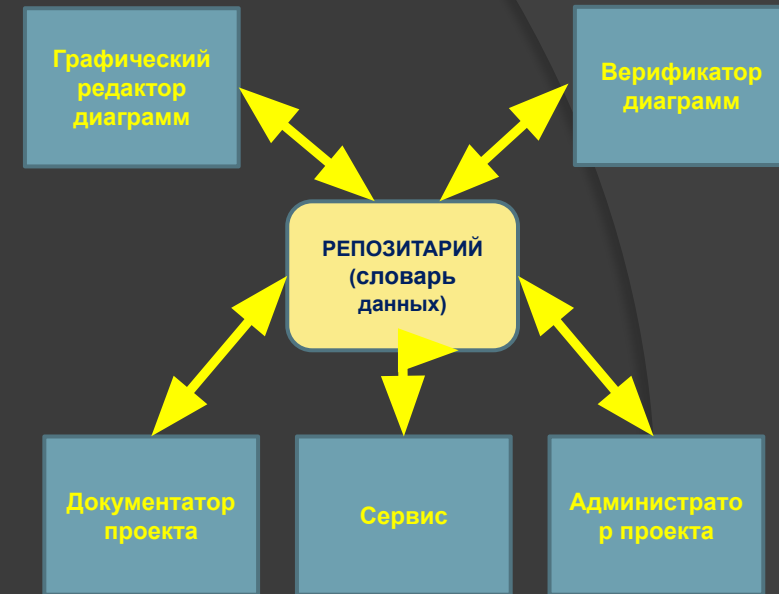 Графический
редактор
диаграмм
Верификатор
диаграмм
РЕПОЗИТАРИЙ
(словарь
данных)
Документатор
проекта
Сервис
Администрато
р проекта